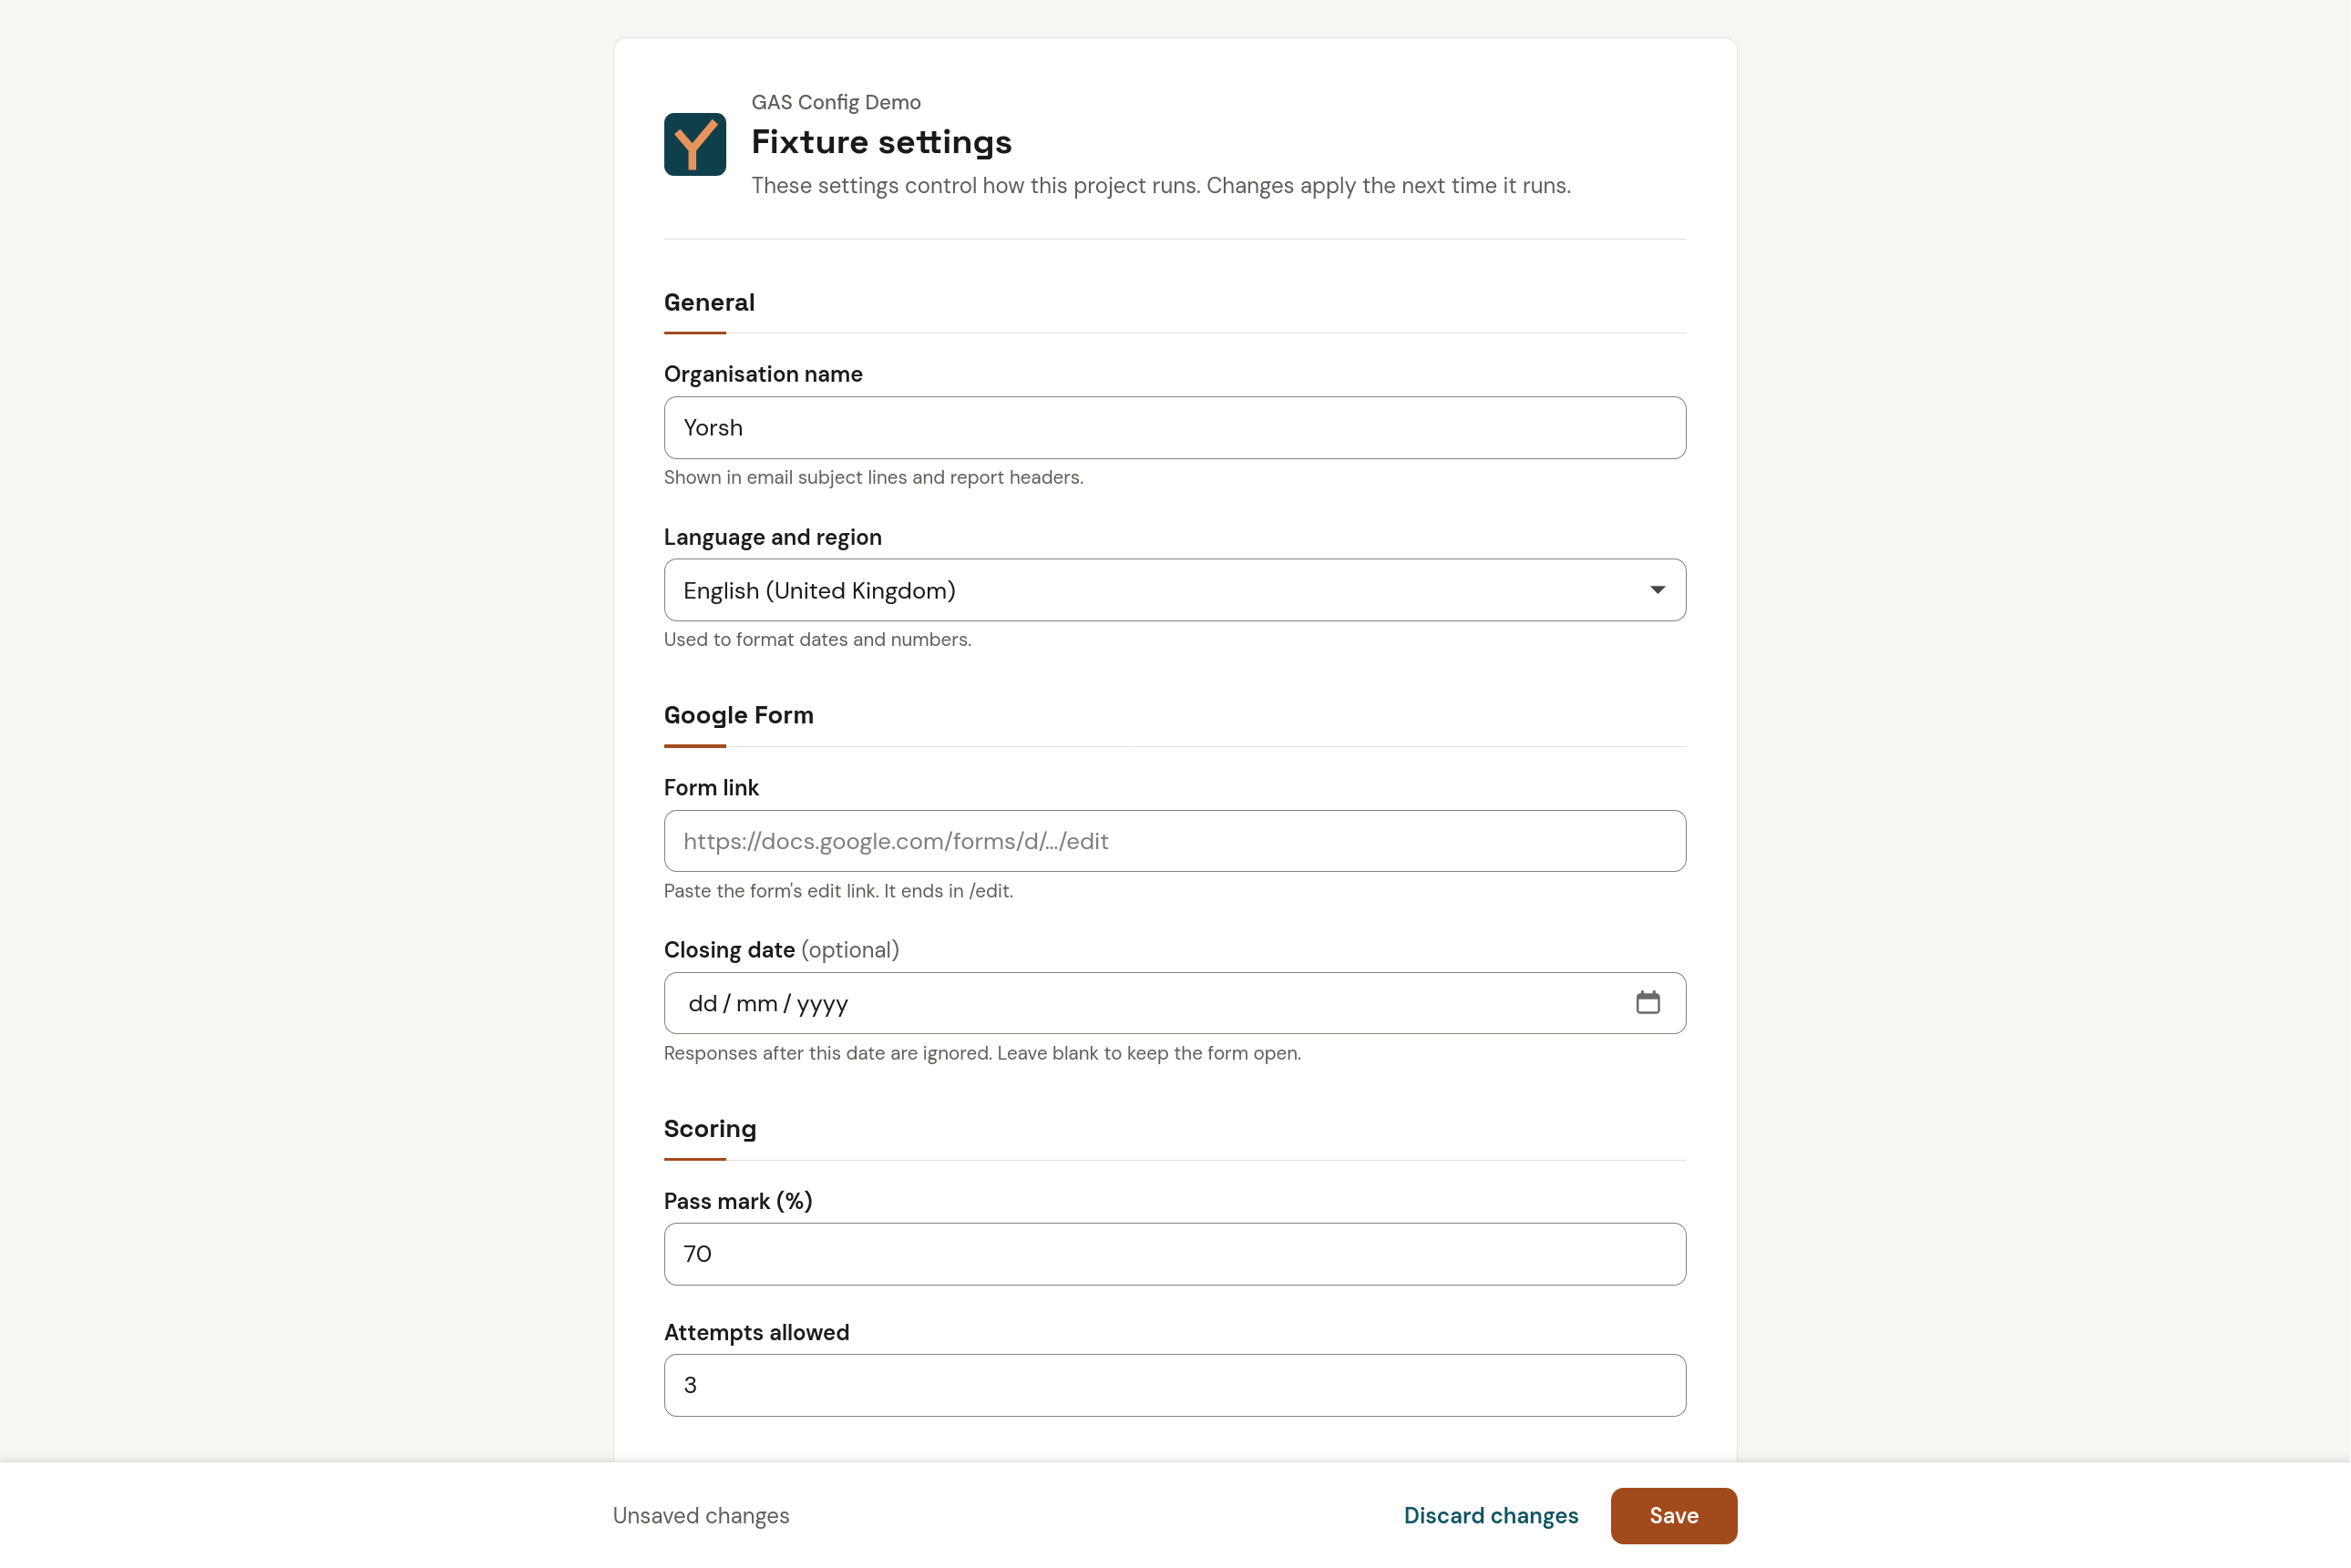 GAS Config Demo
Fixture settings
These settings control how this project runs. Changes apply the next time it runs.
General
Organisation name
Yorsh
Shown in email subject lines and report headers.
Language and region
English (United Kingdom)
Used to format dates and numbers.
Google Form
Form link
https://docs.google.com/forms/d/.../edit
Paste the form's edit link. It ends in /edit.
Closing date (optional)
dd / mm / yyyy
Responses after this date are ignored. Leave blank to keep the form open.
Scoring
Pass mark (%)
70
Attempts allowed
3
Unsaved changes
Discard changes
Save